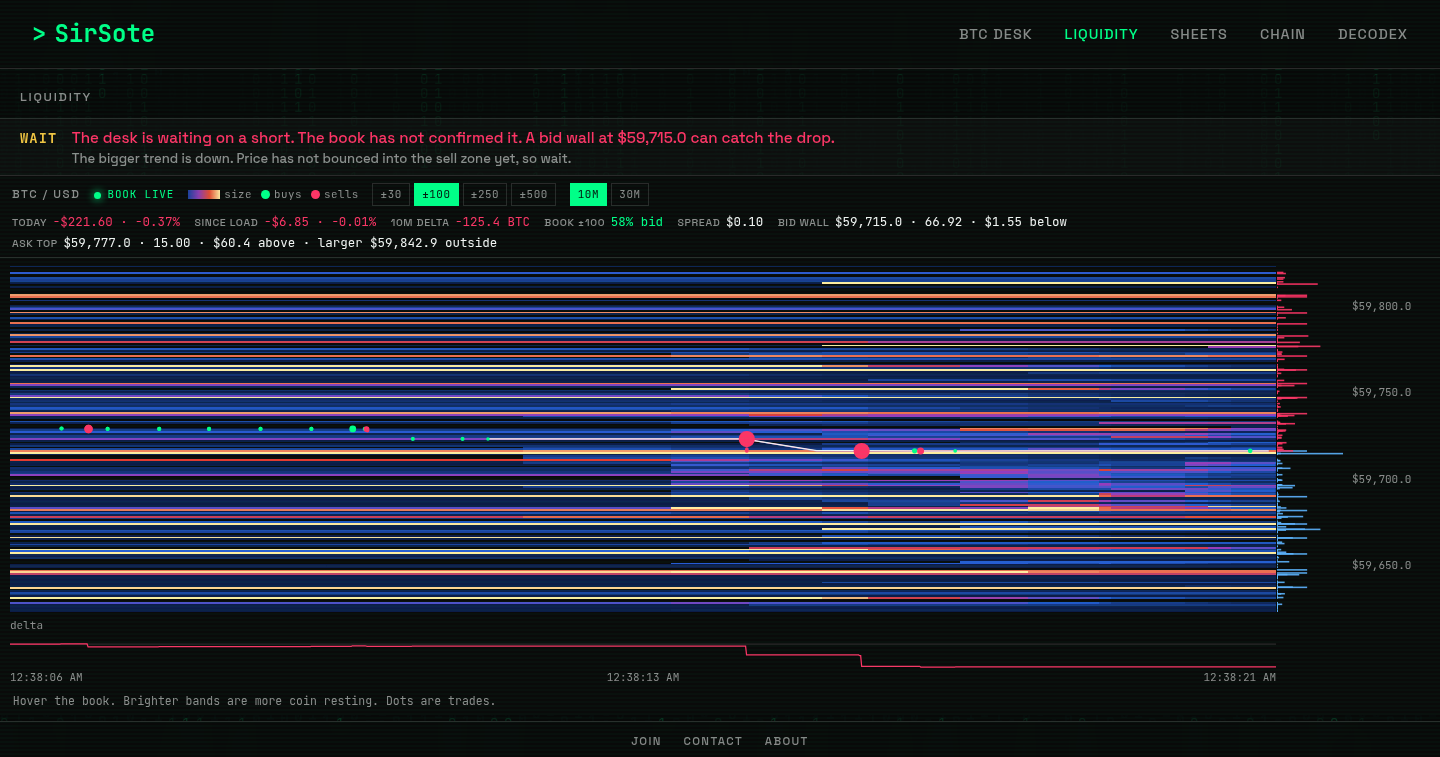 > SirSote
BTC DESK LIQUIDITY SHEETS CHAIN DECODEX
LIQUIDITY
WAIT The desk is waiting on a short. The book has not confirmed it. A bid wall at $59,715.0 can catch the drop.
The bigger trend is down. Price has not bounced into the sell zone yet, so wait.
BTC / USD BOOK LIVE size buys sells ±30 ±100 ±250 ±500 10M 30M
TODAY -$221.60 · -0.37% SINCE LOAD -$6.85 · -0.01% 10M DELTA -125.4 BTC BOOK ±100 58% bid SPREAD $0.10 BID WALL $59,715.0 · 66.92 · $1.55 below
ASK TOP $59,777.0 · 15.00 · $60.4 above · larger $59,842.9 outside
$59,800.0
$59,750.0
$59,700.0
$59,650.0
delta
12:38:06 AM 12:38:13 AM 12:38:21 AM
Hover the book. Brighter bands are more coin resting. Dots are trades.
JOIN CONTACT ABOUT